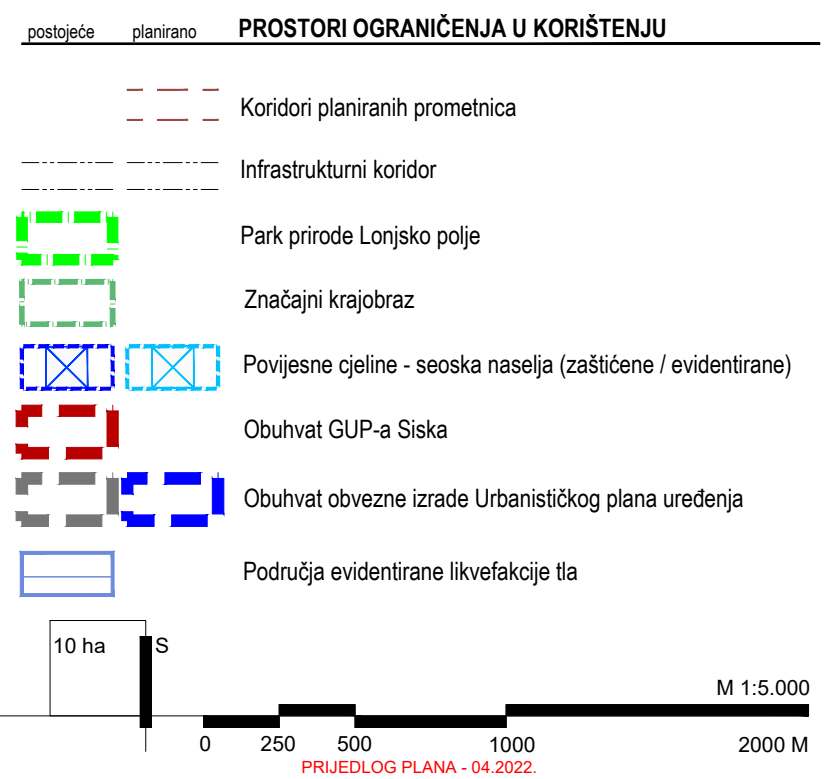 postojeće planirano PROSTORI OGRANIČENJA U KORIŠTENJU
Koridori planiranih prometnica
Infrastrukturni koridor
Park prirode Lonjsko polje
Značajni krajobraz
Povijesne cjeline - seoska naselja (zaštićene / evidentirane)
Obuhvat GUP-a Siska
Obuhvat obvezne izrade Urbanističkog plana uređenja
Područja evidentirane likvefakcije tla
10 ha S
M 1:5.000
0 250 500 1000 2000 M
PRIJEDLOG PLANA - 04.2022.